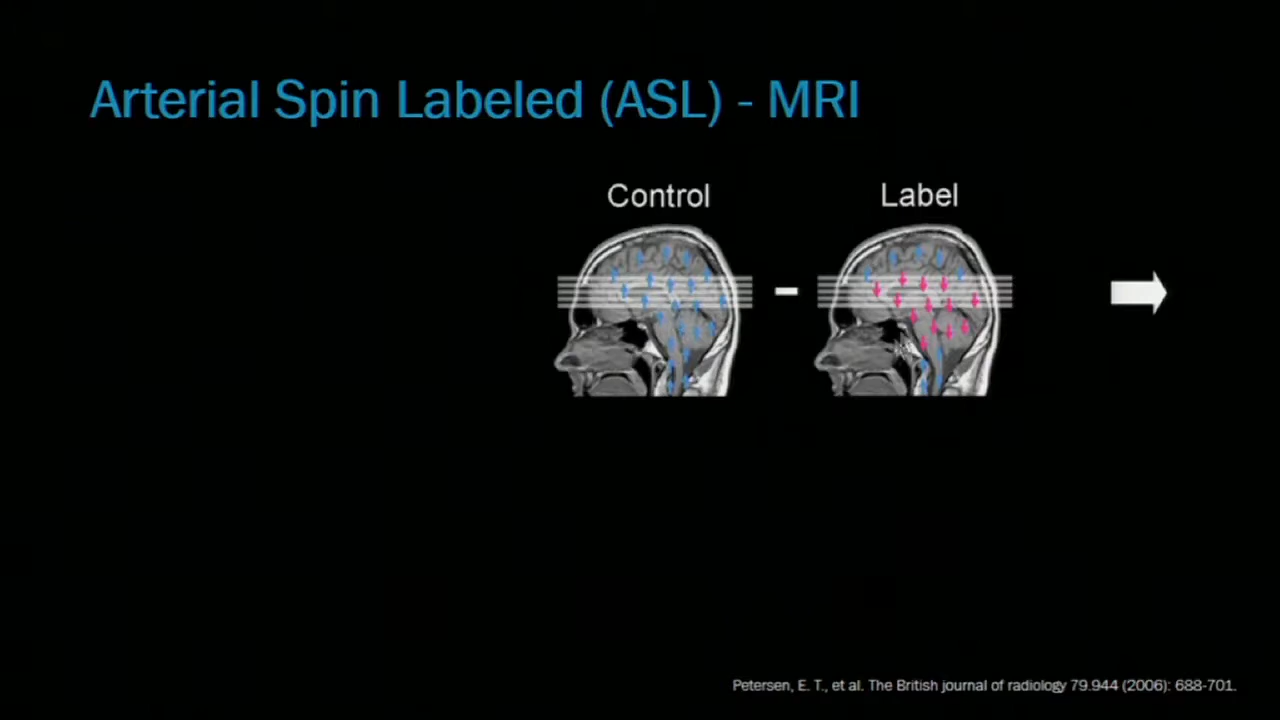 Arterial Spin Labeled (ASL) - MRI
Control
Label
Petersen, E. T., et al. The British journal of radiology 79.944 (2006): 688-701.